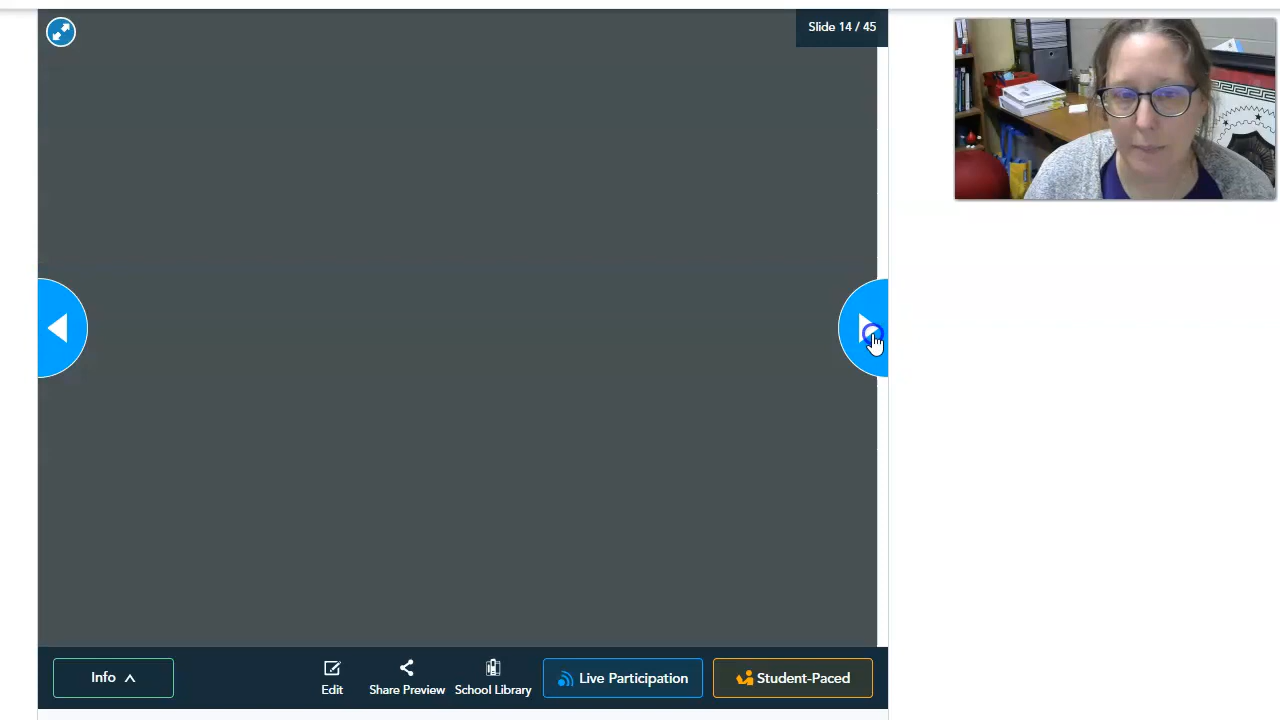 Slide 14 / 45
Info
Edit
Share Preview
School Library
Live Participation
Student-Paced